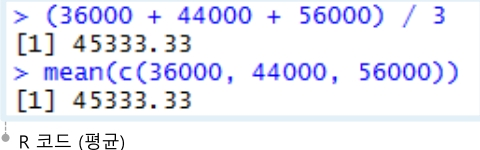 > (36000 + 44000 + 56000) / 3
[1] 45333.33
> mean(c(36000, 44000, 56000))
[1] 45333.33
R 코드 (평균)